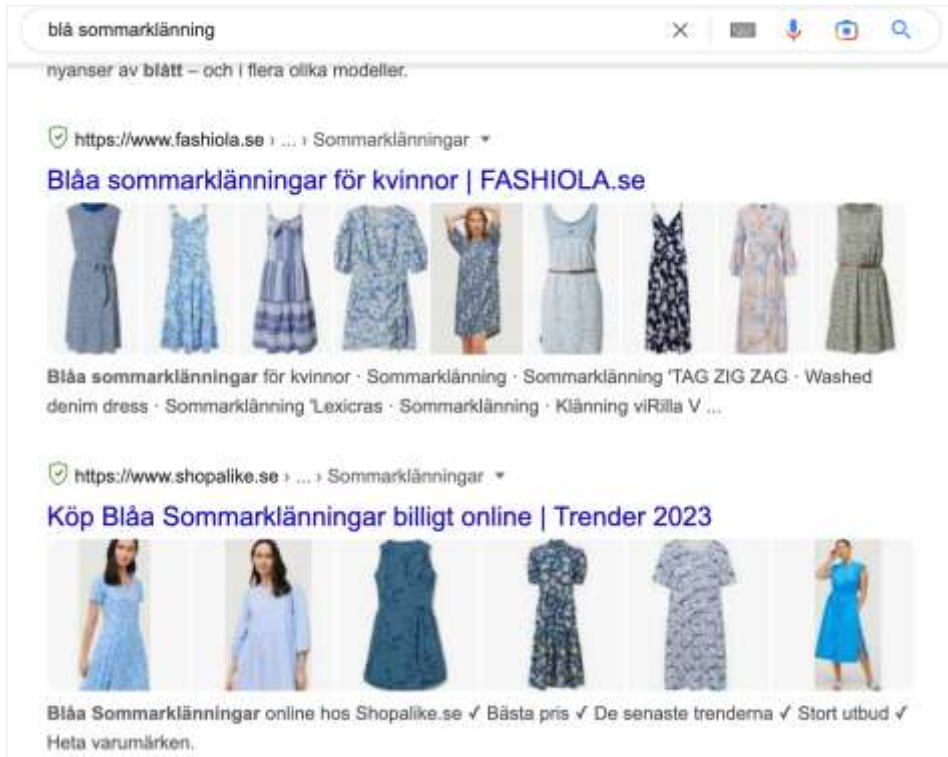 blå sommarklänning
nyanser av blått – och i flera olika modeller.
https://www.fashiola.se › ... › Sommarklänningar
Blåa sommarklänningar för kvinnor | FASHIOLA.se
Blåa sommarklänningar för kvinnor · Sommarklänning · Sommarklänning 'TAG ZIG ZAG · Washed
denim dress · Sommarklänning 'Lexicras · Sommarklänning · Klänning viRilla V ...
https://www.shopalike.se › ... › Sommarklänningar
Köp Blåa Sommarklänningar billigt online | Trender 2023
Blåa Sommarklänningar online hos Shopalike.se ✓ Bästa pris ✓ De senaste trenderna ✓ Stort utbud ✓
Heta varumärken.